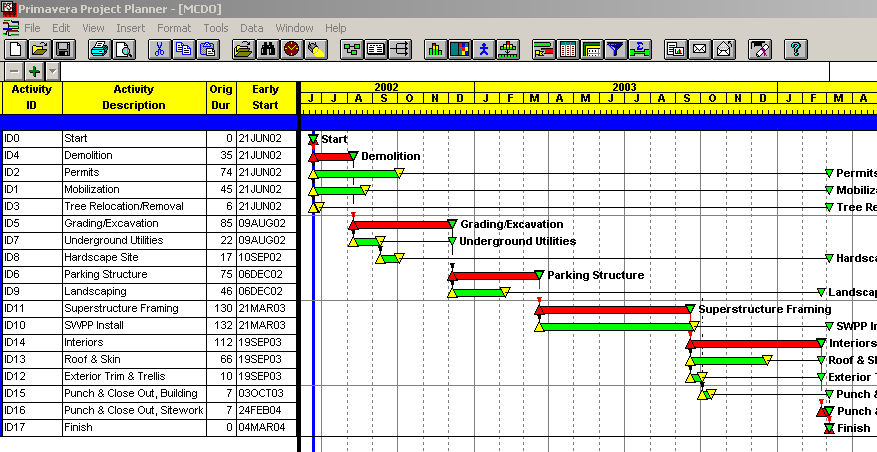 Primavera Project Planner - [MCDO]
File Edit View Insert Format Tools Data Window Help
Activity ID Activity Description Orig Dur Early Start 2002 2003
J J A S O N D J F M A M J J A S O N D J F M A
ID0 Start 0 21JUN02 Start
ID4 Demolition 35 21JUN02 Demolition
ID2 Permits 74 21JUN02 Permits
ID1 Mobilization 45 21JUN02 Mobiliz
ID3 Tree Relocation/Removal 6 21JUN02 Tree Re
ID5 Grading/Excavation 85 09AUG02 Grading/Excavation
ID7 Underground Utilities 22 09AUG02 Underground Utilities
ID8 Hardscape Site 17 10SEP02 Hardsca
ID6 Parking Structure 75 06DEC02 Parking Structure
ID9 Landscaping 46 06DEC02 Landscap
ID11 Superstructure Framing 130 21MAR03 Superstructure Framing
ID10 SWPP Install 132 21MAR03 SWPP In
ID14 Interiors 112 19SEP03 Interiors
ID13 Roof & Skin 66 19SEP03 Roof & Sk
ID12 Exterior Trim & Trellis 10 19SEP03 Exterior T
ID15 Punch & Close Out, Building 7 03OCT03 Punch &
ID16 Punch & Close Out, Sitework 7 24FEB04 Punch &
ID17 Finish 0 04MAR04 Finish